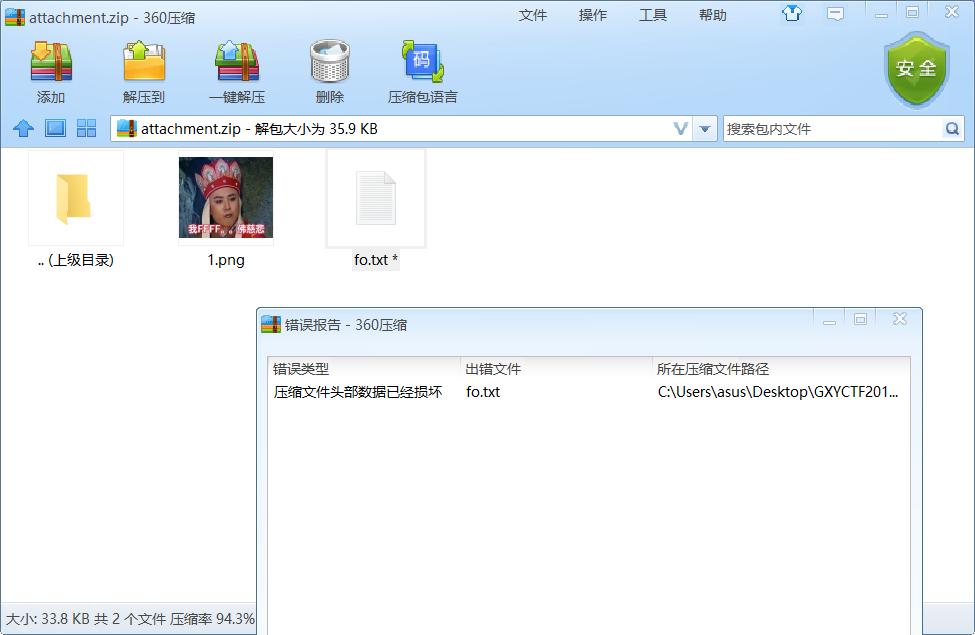 attachment.zip - 360压缩
文件 操作 工具 帮助
添加 解压到 一键解压 删除 压缩包语言
码
安全
attachment.zip - 解包大小为 35.9 KB
搜索包内文件
我FFFF。。佛慈悲
.. (上级目录) 1.png fo.txt *
错误报告 - 360压缩
错误类型 出错文件 所在压缩文件路径
压缩文件头部数据已经损坏 fo.txt C:\Users\asus\Desktop\GXYCTF201...
大小: 33.8 KB 共 2 个文件 压缩率 94.3%